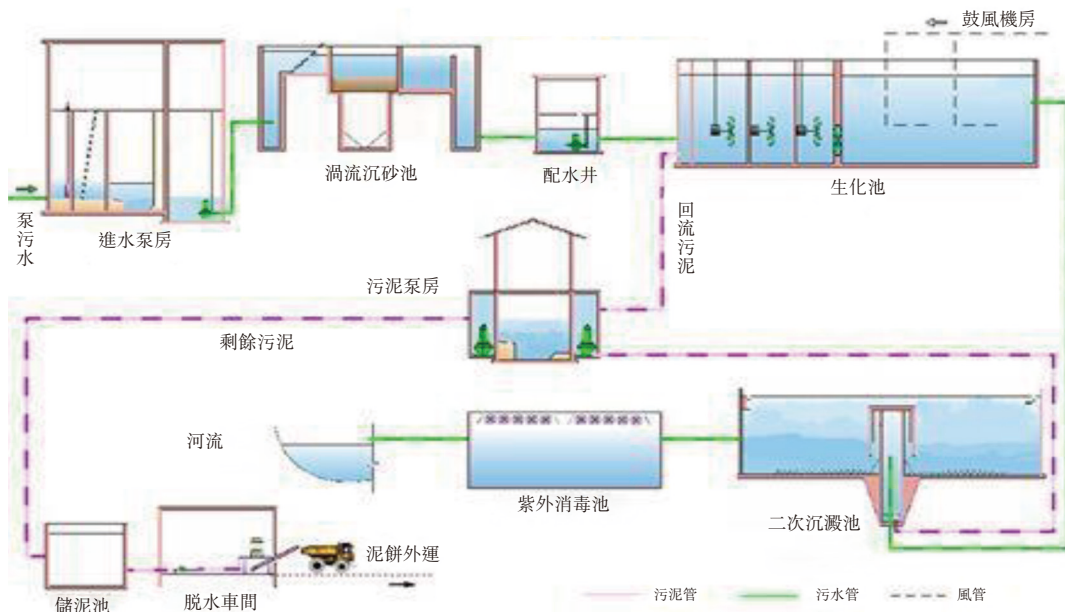 鼓風機房
渦流沉砂池
配水井
生化池
泵污水
進水泵房
回流污泥
污泥泵房
剩餘污泥
河流
紫外消毒池
二次沉澱池
泥餅外運
儲泥池
脫水車間
污泥管
污水管
風管